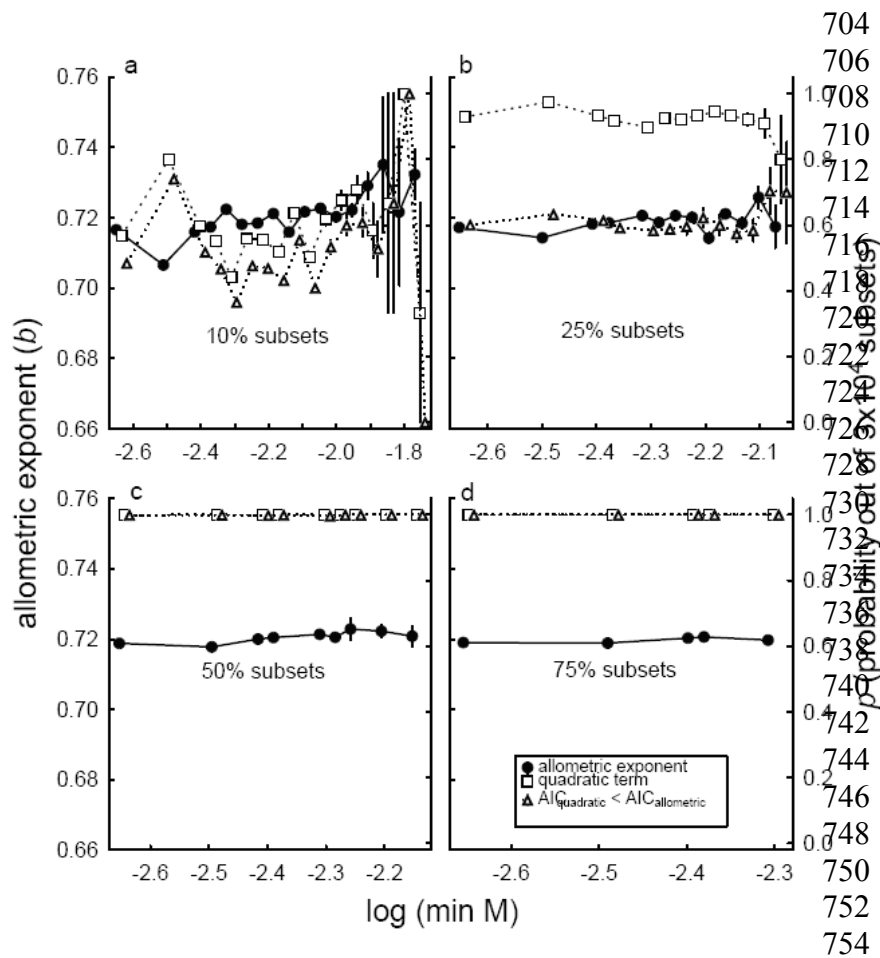 704
706
708
710
712
714
716
718
720
722
724
726
728
730
732
734
736
738
740
742
744
746
748
750
752
754
a
0.76
0.74
0.72
0.70
0.68
0.66
10% subsets
-2.6 -2.4 -2.2 -2.0 -1.8
b
1.0
0.8
0.6
0.4
0.2
0.0
25% subsets
-2.6 -2.5 -2.4 -2.3 -2.2 -2.1
c
0.76
0.74
0.72
0.70
0.68
0.66
50% subsets
-2.6 -2.5 -2.4 -2.3 -2.2
d
1.0
0.8
0.6
0.4
0.2
0.0
75% subsets
allometric exponent
quadratic term
AICquadratic < AICallometric
-2.6 -2.5 -2.4 -2.3
allometric exponent (b)
p (probability out of 3x10^4 subsets)
log (min M)